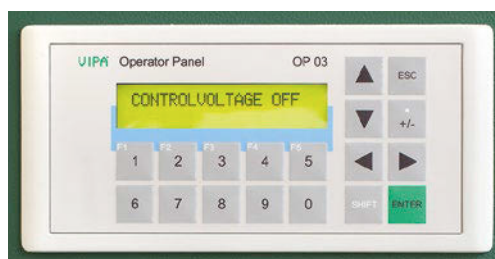 VIPA Operator Panel OP 03
ESC
CONTROLVOLTAGE OFF
+/-
F1 F2 F3 F4 F5
1 2 3 4 5
6 7 8 9 0
SHIFT ENTER